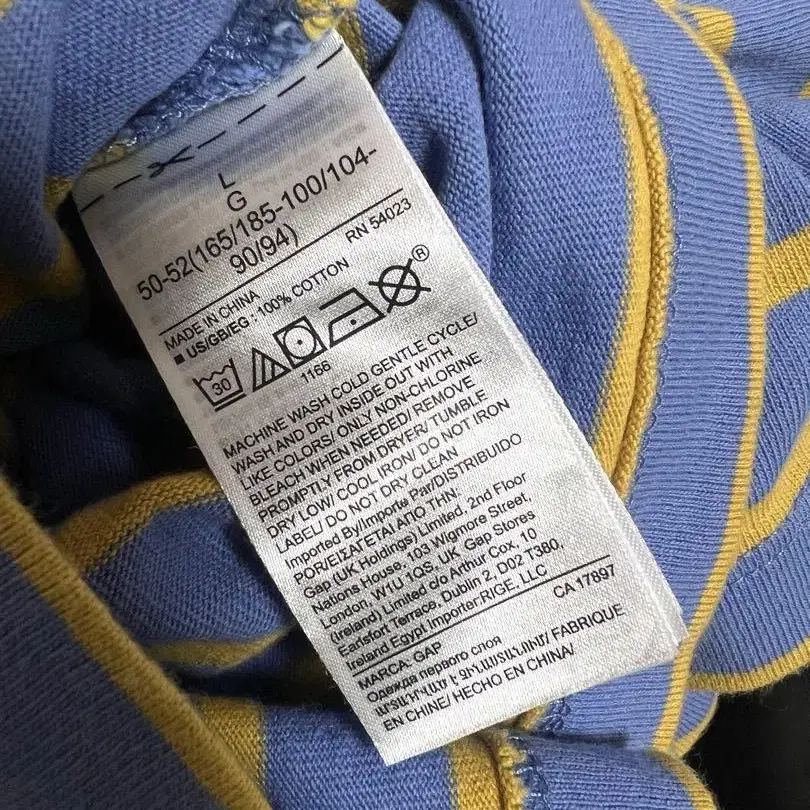 L
G
50-52(165/185-100/104-
90/94)
RN 54023
MADE IN CHINA
■ US/GB/EG : 100% COTTON
30
®
1166
MACHINE WASH COLD GENTLE CYCLE/
WASH AND DRY INSIDE OUT WITH
LIKE COLORS/ ONLY NON-CHLORINE
BLEACH WHEN NEEDED/ REMOVE
PROMPTLY FROM DRYER/ TUMBLE
DRY LOW/ COOL IRON/ DO NOT IRON
LABEL/ DO NOT DRY CLEAN
Imported By/Importe Par/DISTRIBUIDO
POR/ΕΙΣΑΓΕΤΑΙ ΑΠΟ ΤΗΝ:
Gap (UK Holdings) Limited, 2nd Floor
Nations House, 103 Wigmore Street,
London, W1U 1QS, UK Gap Stores
(Ireland) Limited c/o Arthur Cox, 10
Earlsfort Terrace, Dublin 2, D02 T380,
Ireland Egypt Importer-RIGE, LLC
CA 17897
МАРКА: GAP
Одежда первого слоя
ԱՐՏԱԴՐՎԱԾ Է ՉԻՆԱՍՏԱՆՈՒՄ/ FABRIQUE
EN CHINE/ HECHO EN CHINA/